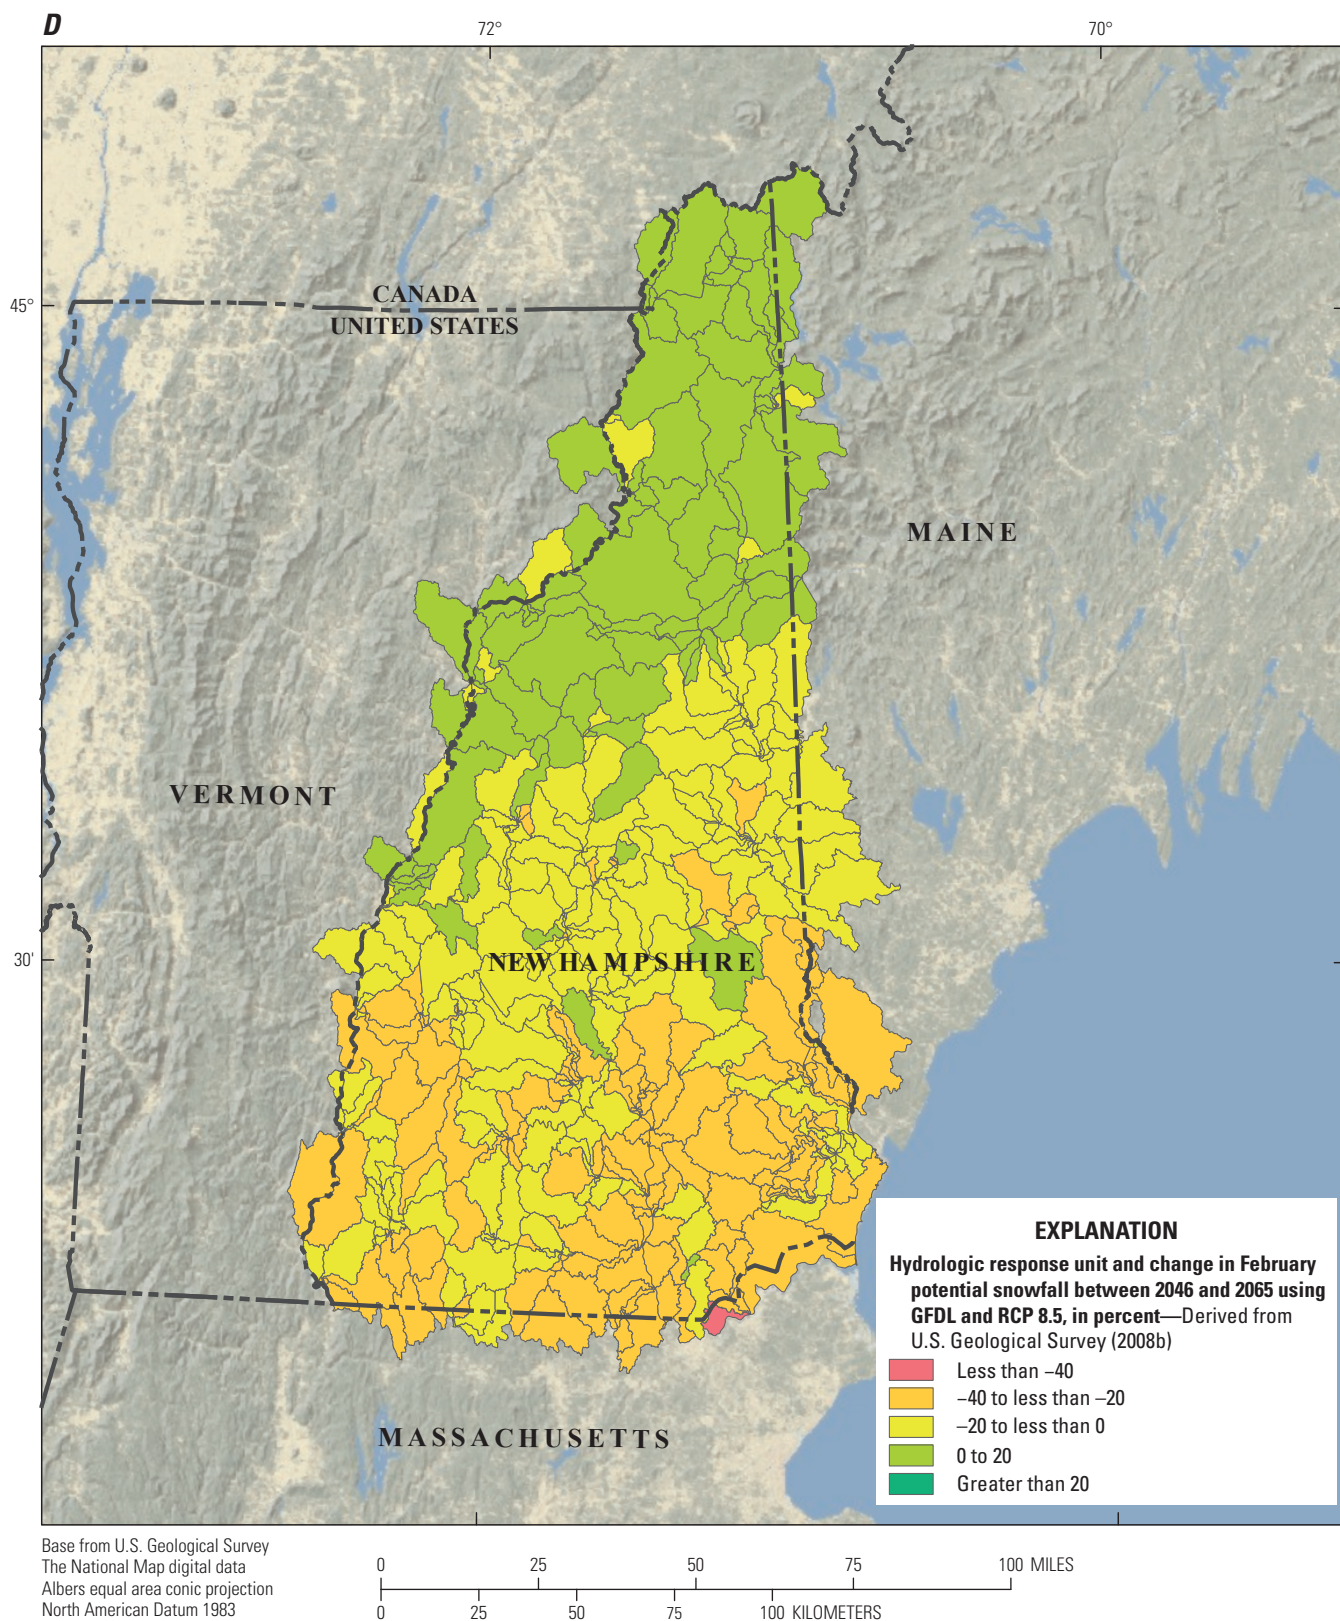 D
72°
70°
45°
CANADA
UNITED STATES
MAINE
VERMONT
30'
NEW HAMPSHIRE
MASSACHUSETTS
EXPLANATION
Hydrologic response unit and change in February
potential snowfall between 2046 and 2065 using
GFDL and RCP 8.5, in percent—Derived from
U.S. Geological Survey (2008b)
Less than −40
−40 to less than −20
−20 to less than 0
0 to 20
Greater than 20
Base from U.S. Geological Survey
The National Map digital data
Albers equal area conic projection
North American Datum 1983
0 25 50 75 100 MILES
0 25 50 75 100 KILOMETERS